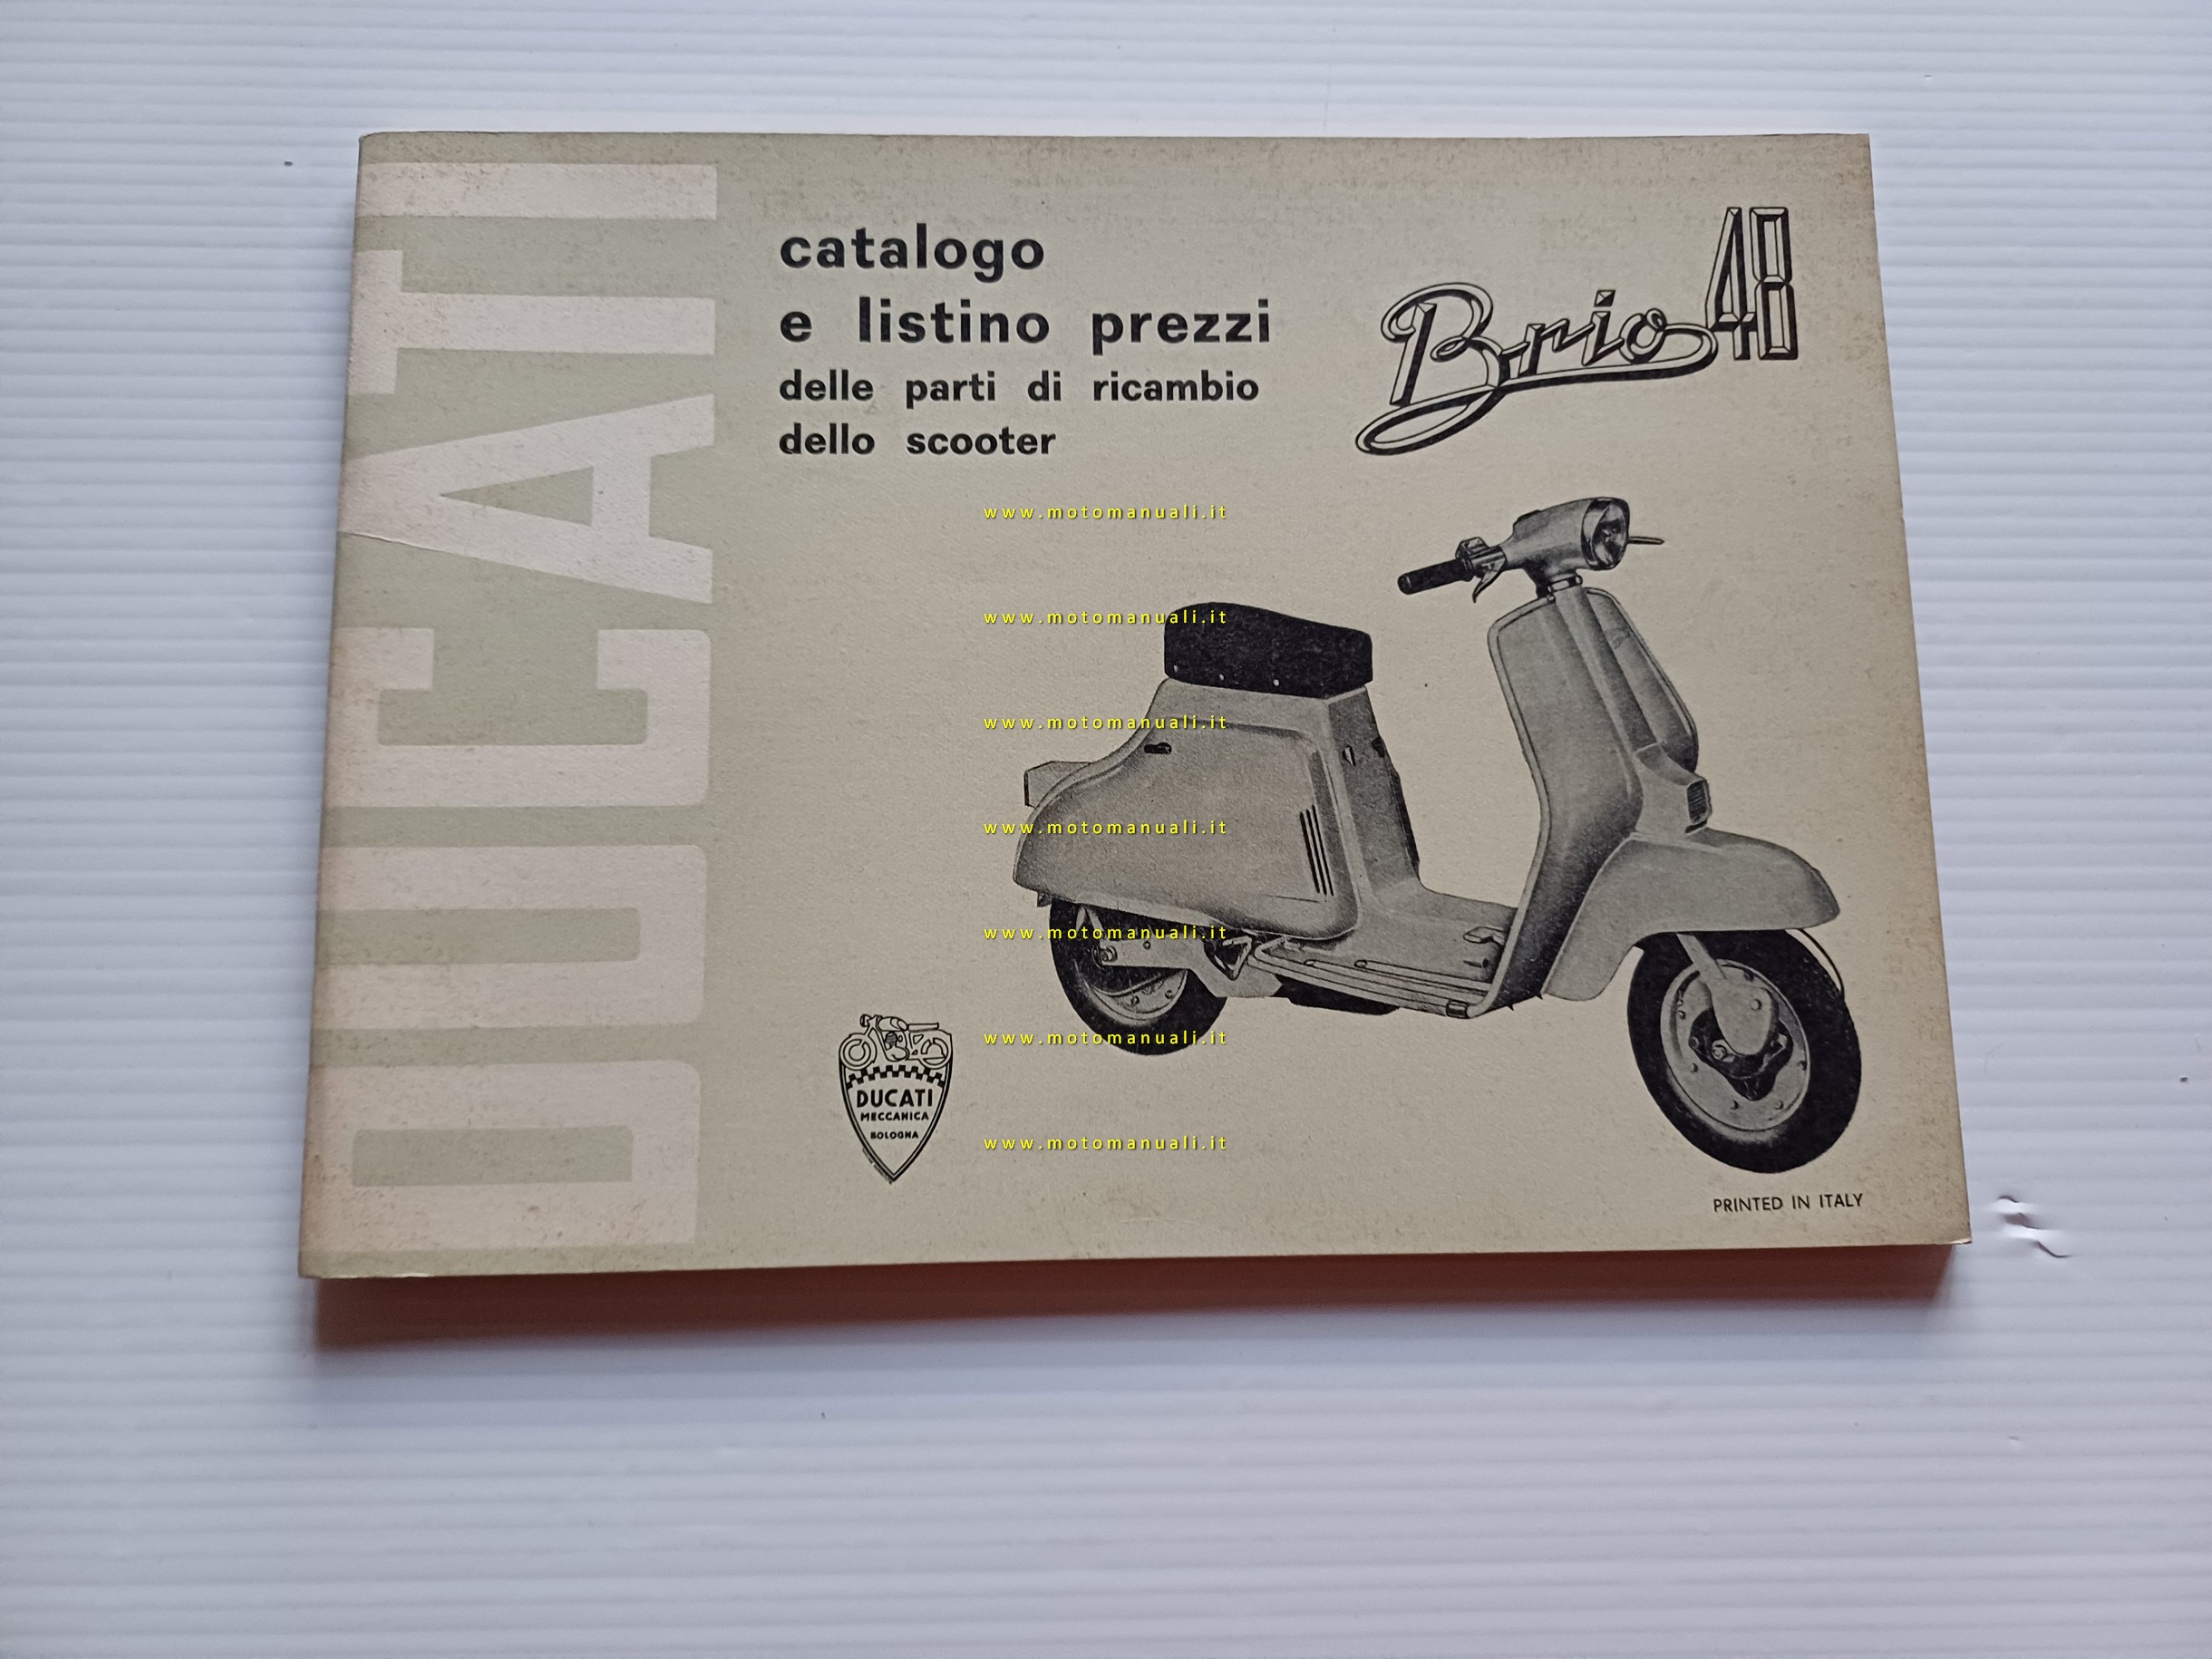 DUCATI
catalogo
e listino prezzi
delle parti di ricambio
dello scooter
Brio 48
www.motomanuali.it
www.motomanuali.it
www.motomanuali.it
www.motomanuali.it
www.motomanuali.it
www.motomanuali.it
www.motomanuali.it
DUCATI
MECCANICA
BOLOGNA
PRINTED IN ITALY